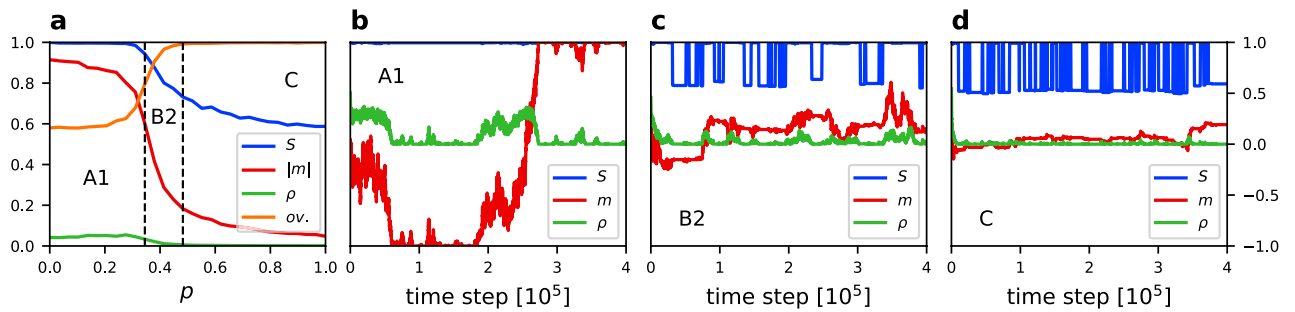 a
b
c
d
1.0
0.8
0.6
0.4
0.2
0.0
A1
B2
C
S
|m|
ρ
ov.
0.0 0.2 0.4 0.6 0.8 1.0
p
A1
S
m
ρ
0 1 2 3 4
time step [10⁵]
B2
S
m
ρ
0 1 2 3 4
time step [10⁵]
C
S
m
ρ
0 1 2 3 4
time step [10⁵]
1.0
0.5
0.0
−0.5
−1.0